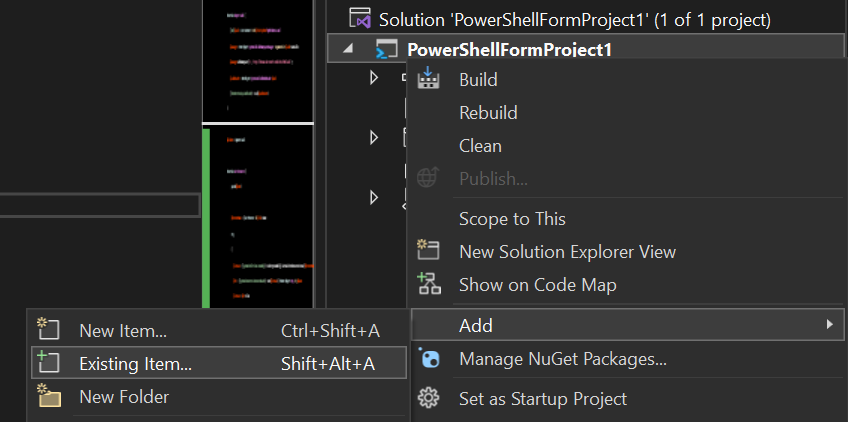 Solution 'PowerShellFormProject1' (1 of 1 project)
PowerShellFormProject1
Build
Rebuild
Clean
Publish...
Scope to This
New Solution Explorer View
Show on Code Map
Add
New Item... Ctrl+Shift+A
Existing Item... Shift+Alt+A
New Folder
Manage NuGet Packages...
Set as Startup Project